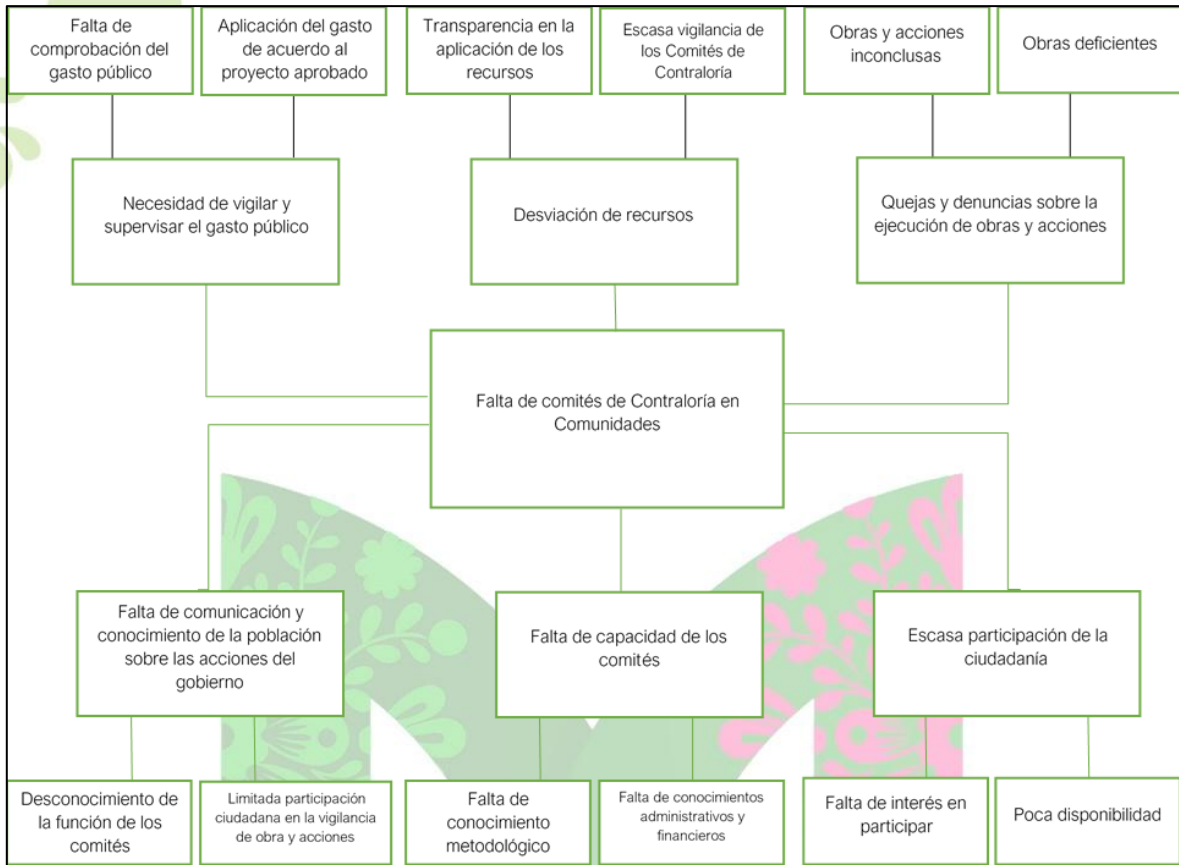 Falta de
comprobación del
gasto público
Aplicación del gasto
de acuerdo al
proyecto aprobado
Transparencia en la
aplicación de los
recursos
Escasa vigilancia de
los Comités de
Contraloría
Obras y acciones
inconclusas
Obras deficientes
Necesidad de vigilar y
supervisar el gasto público
Desviación de recursos
Quejas y denuncias sobre la
ejecución de obras y acciones
Falta de comités de Contraloría en
Comunidades
Falta de comunicación y
conocimiento de la población
sobre las acciones del
gobierno
Falta de capacidad de los
comités
Escasa participación de la
ciudadanía
Desconocimiento de
la función de los
comités
Limitada participación
ciudadana en la vigilancia
de obra y acciones
Falta de
conocimiento
metodológico
Falta de conocimientos
administrativos y
financieros
Falta de interés en
participar
Poca disponibilidad